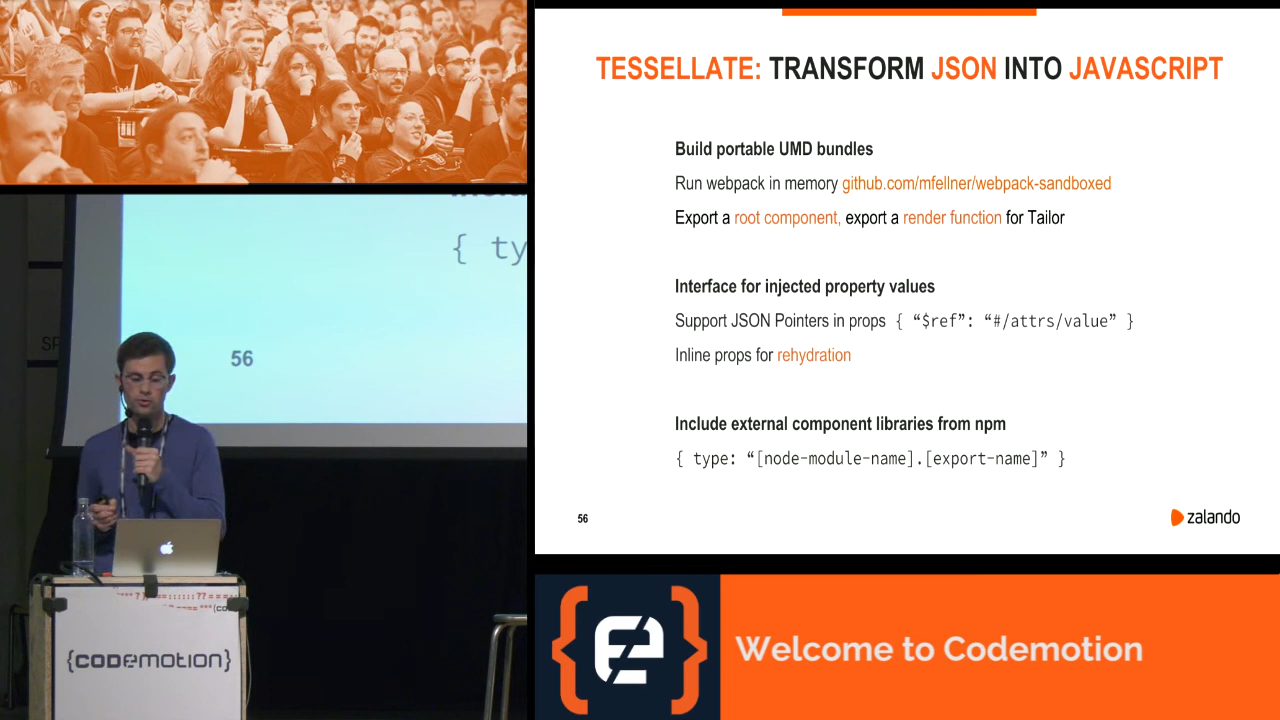 TESSELLATE: TRANSFORM JSON INTO JAVASCRIPT
Build portable UMD bundles
Run webpack in memory github.com/mfellner/webpack-sandboxed
Export a root component, export a render function for Tailor
Interface for injected property values
Support JSON Pointers in props { “$ref”: “#/attrs/value” }
Inline props for rehydration
Include external component libraries from npm
{ type: “[node-module-name].[export-name]” }
56
zalando
{ ty
56
{CODEMOTION}
Welcome to Codemotion